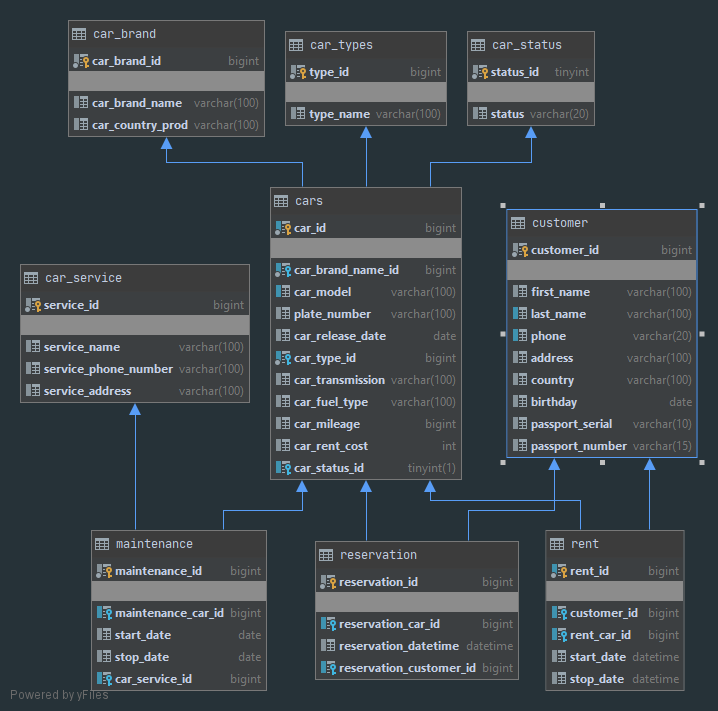 car_brand
car_brand_id bigint
car_brand_name varchar(100)
car_country_prod varchar(100)
car_types
type_id bigint
type_name varchar(100)
car_status
status_id tinyint
status varchar(20)
cars
car_id bigint
car_brand_name_id bigint
car_model varchar(100)
plate_number varchar(100)
car_release_date date
car_type_id bigint
car_transmission varchar(100)
car_fuel_type varchar(100)
car_mileage bigint
car_rent_cost int
car_status_id tinyint(1)
customer
customer_id bigint
first_name varchar(100)
last_name varchar(100)
phone varchar(20)
address varchar(100)
country varchar(100)
birthday date
passport_serial varchar(10)
passport_number varchar(15)
car_service
service_id bigint
service_name varchar(100)
service_phone_number varchar(100)
service_address varchar(100)
maintenance
maintenance_id bigint
maintenance_car_id bigint
start_date date
stop_date date
car_service_id bigint
reservation
reservation_id bigint
reservation_car_id bigint
reservation_datetime datetime
reservation_customer_id bigint
rent
rent_id bigint
customer_id bigint
rent_car_id bigint
start_date datetime
stop_date datetime
Powered by yFiles